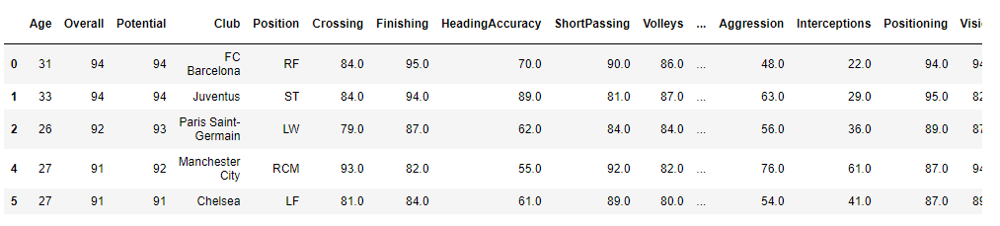 Age Overall Potential Club Position Crossing Finishing HeadingAccuracy ShortPassing Volleys ... Aggression Interceptions Positioning
0 31 94 94 FC Barcelona RF 84.0 95.0 70.0 90.0 86.0 ... 48.0 22.0 94.0
1 33 94 94 Juventus ST 84.0 94.0 89.0 81.0 87.0 ... 63.0 29.0 95.0
2 26 92 93 Paris Saint-Germain LW 79.0 87.0 62.0 84.0 84.0 ... 56.0 36.0 89.0
4 27 91 92 Manchester City RCM 93.0 82.0 55.0 92.0 82.0 ... 76.0 61.0 87.0
5 27 91 91 Chelsea LF 81.0 84.0 61.0 89.0 80.0 ... 54.0 41.0 87.0